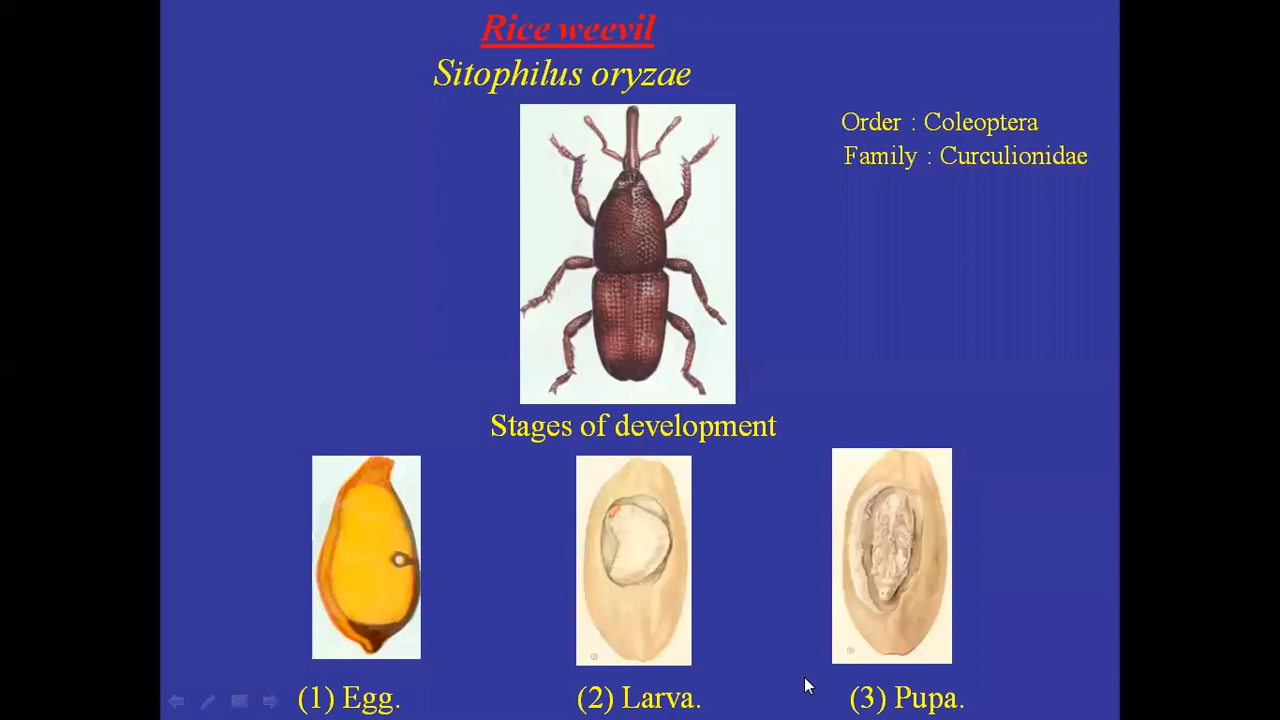 Rice weevil
Sitophilus oryzae
Order : Coleoptera
Family : Curculionidae
Stages of development
(1) Egg.
(2) Larva.
(3) Pupa.